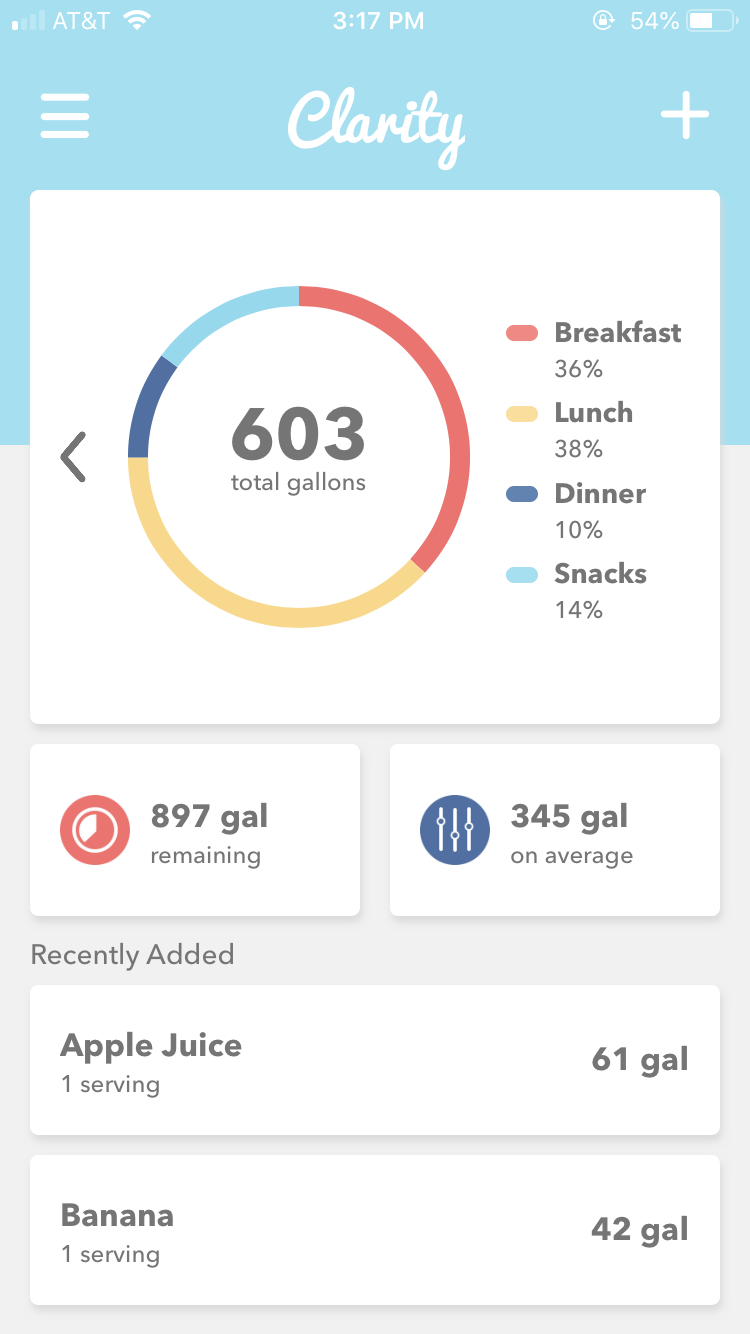 AT&T 3:17 PM 54%
Clarity
603
total gallons
Breakfast
36%
Lunch
38%
Dinner
10%
Snacks
14%
897 gal
remaining
345 gal
on average
Recently Added
Apple Juice
1 serving
61 gal
Banana
1 serving
42 gal